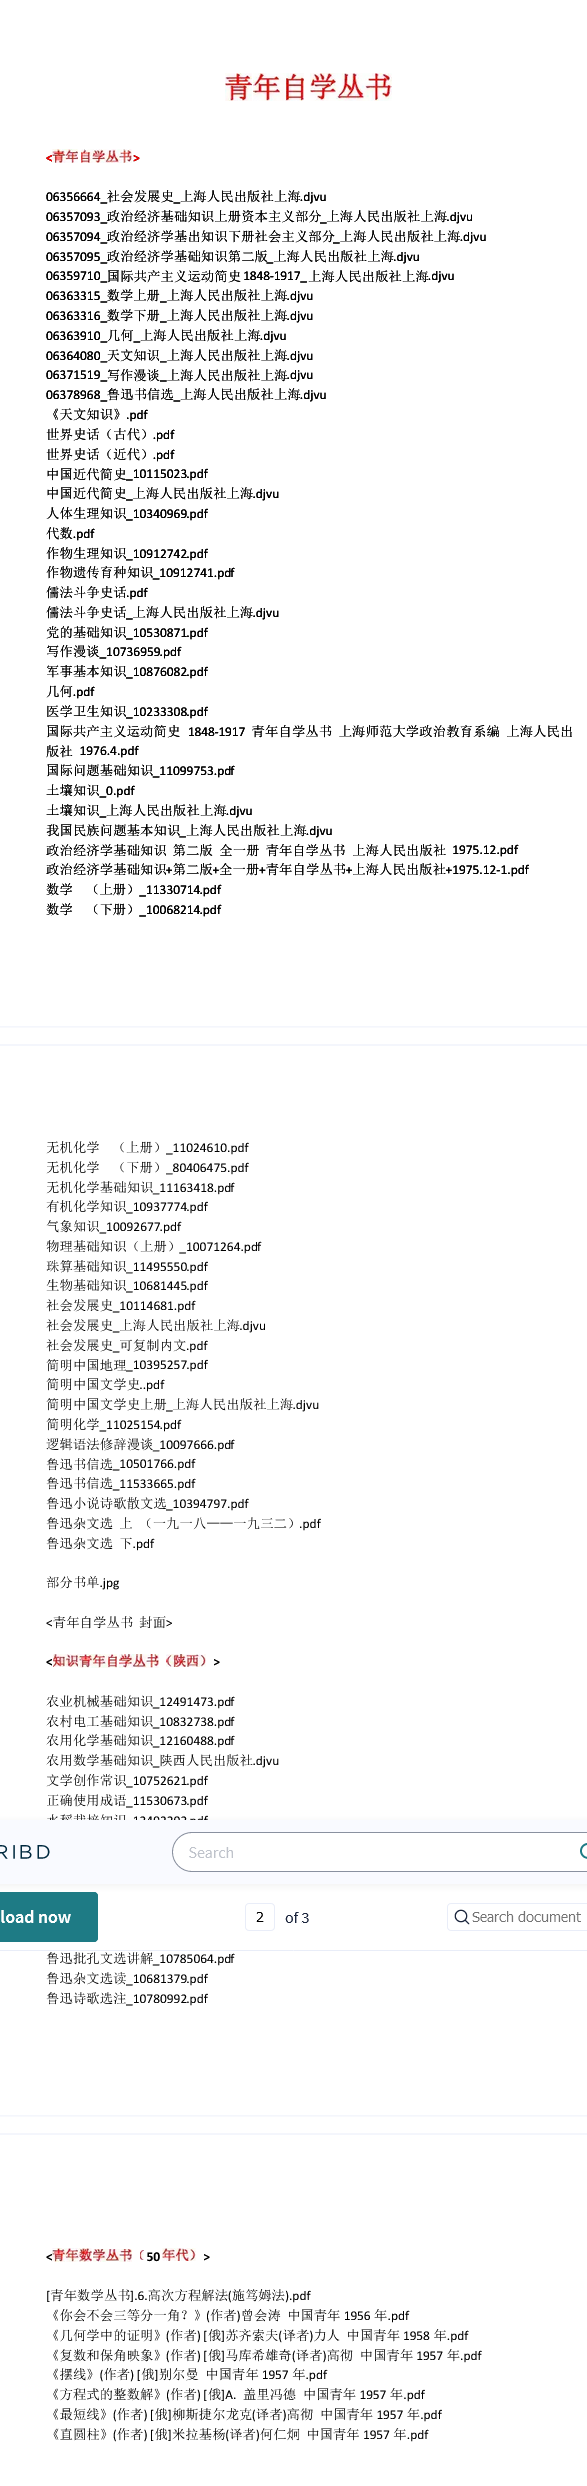 青年自学丛书
<青年自学丛书>
06356664_社会发展史_上海人民出版社上海.djvu
06357093_政治经济基础知识上册资本主义部分_上海人民出版社上海.djvu
06357094_政治经济学基出知识下册社会主义部分_上海人民出版社上海.djvu
06357095_政治经济学基础知识第二版_上海人民出版社上海.djvu
06359710_国际共产主义运动简史1848-1917_上海人民出版社上海.djvu
06363315_数学上册_上海人民出版社上海.djvu
06363316_数学下册_上海人民出版社上海.djvu
06363910_几何_上海人民出版社上海.djvu
06364080_天文知识_上海人民出版社上海.djvu
06371519_写作漫谈_上海人民出版社上海.djvu
06378968_鲁迅书信选_上海人民出版社上海.djvu
《天文知识》.pdf
世界史话（古代）.pdf
世界史话（近代）.pdf
中国近代简史_10115023.pdf
中国近代简史_上海人民出版社上海.djvu
人体生理知识_10340969.pdf
代数.pdf
作物生理知识_10912742.pdf
作物遗传育种知识_10912741.pdf
儒法斗争史话.pdf
儒法斗争史话_上海人民出版社上海.djvu
党的基础知识_10530871.pdf
写作漫谈_10736959.pdf
军事基本知识_10876082.pdf
几何.pdf
医学卫生知识_10233308.pdf
国际共产主义运动简史 1848-1917 青年自学丛书 上海师范大学政治教育系编 上海人民出
版社 1976.4.pdf
国际问题基础知识_11099753.pdf
土壤知识_0.pdf
土壤知识_上海人民出版社上海.djvu
我国民族问题基本知识_上海人民出版社上海.djvu
政治经济学基础知识 第二版 全一册 青年自学丛书 上海人民出版社 1975.12.pdf
政治经济学基础知识+第二版+全一册+青年自学丛书+上海人民出版社+1975.12-1.pdf
数学 （上册）_11330714.pdf
数学 （下册）_10068214.pdf
无机化学 （上册）_11024610.pdf
无机化学 （下册）_80406475.pdf
无机化学基础知识_11163418.pdf
有机化学知识_10937774.pdf
气象知识_10092677.pdf
物理基础知识（上册）_10071264.pdf
珠算基础知识_11495550.pdf
生物基础知识_10681445.pdf
社会发展史_10114681.pdf
社会发展史_上海人民出版社上海.djvu
社会发展史_可复制内文.pdf
简明中国地理_10395257.pdf
简明中国文学史..pdf
简明中国文学史上册_上海人民出版社上海.djvu
简明化学_11025154.pdf
逻辑语法修辞漫谈_10097666.pdf
鲁迅书信选_10501766.pdf
鲁迅书信选_11533665.pdf
鲁迅小说诗歌散文选_10394797.pdf
鲁迅杂文选 上 （一九一八——一九三二）.pdf
鲁迅杂文选 下.pdf
部分书单.jpg
<青年自学丛书 封面>
<知识青年自学丛书（陕西）>
农业机械基础知识_12491473.pdf
农村电工基础知识_10832738.pdf
农用化学基础知识_12160488.pdf
农用数学基础知识_陕西人民出版社.djvu
文学创作常识_10752621.pdf
正确使用成语_11530673.pdf
RIBD
Search
load now
2 of 3
Search document
鲁迅批孔文选讲解_10785064.pdf
鲁迅杂文选读_10681379.pdf
鲁迅诗歌选注_10780992.pdf
<青年数学丛书（50年代）>
[青年数学丛书].6.高次方程解法(施笃姆法).pdf
《你会不会三等分一角？》(作者)曾会涛 中国青年 1956 年.pdf
《几何学中的证明》(作者) [俄]苏齐索夫(译者)力人 中国青年 1958 年.pdf
《复数和保角映象》(作者) [俄]马库希雄奇(译者)高彻 中国青年 1957 年.pdf
《摆线》(作者) [俄]别尔曼 中国青年 1957 年.pdf
《方程式的整数解》(作者) [俄]A. 盖里冯德 中国青年 1957 年.pdf
《最短线》(作者) [俄]柳斯捷尔龙克(译者)高彻 中国青年 1957 年.pdf
《直圆柱》(作者) [俄]米拉基杨(译者)何仁炯 中国青年 1957 年.pdf